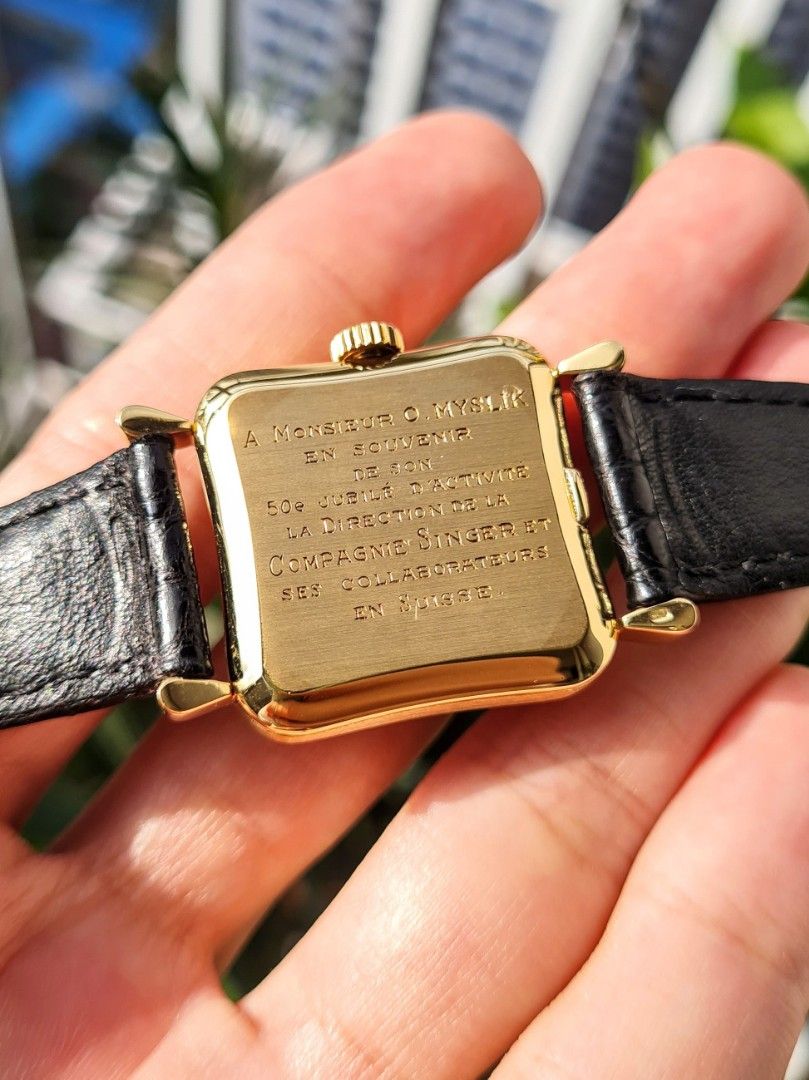 A MONSIEUR O. MYSLIK
EN SOUVENIR
DE SON
50e JUBILÉ D'ACTIVITE
LA DIRECTION DE LA
COMPAGNIE SINGER ET
SES COLLABORATEURS
EN SUISSE.